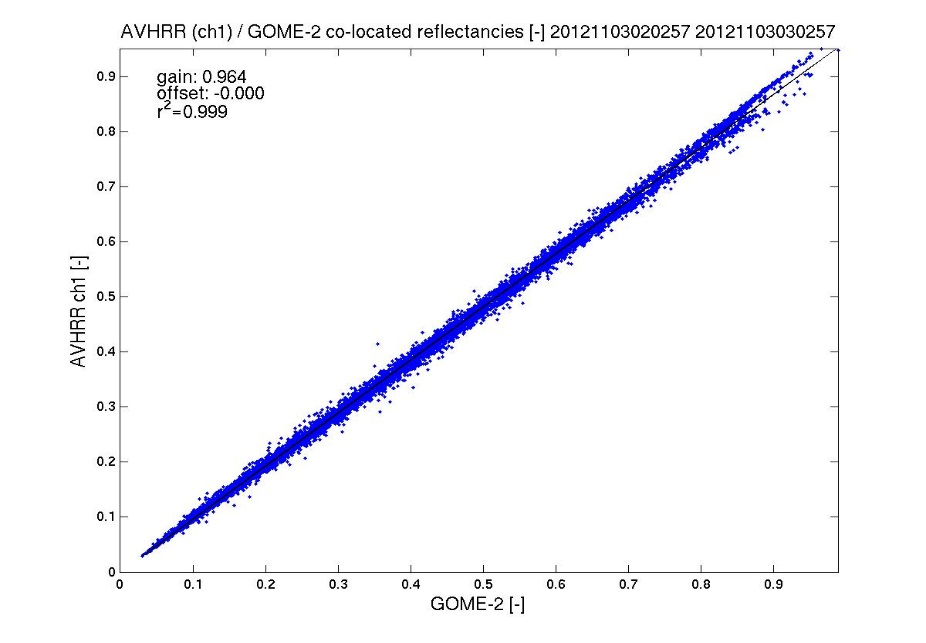 AVHRR (ch1) / GOME-2 co-located reflectancies [-] 20121103020257 20121103030257
gain: 0.964
offset: -0.000
r²=0.999
0.9
0.8
0.7
0.6
0.5
0.4
0.3
0.2
0.1
0
AVHRR ch1 [-]
0 0.1 0.2 0.3 0.4 0.5 0.6 0.7 0.8 0.9
GOME-2 [-]